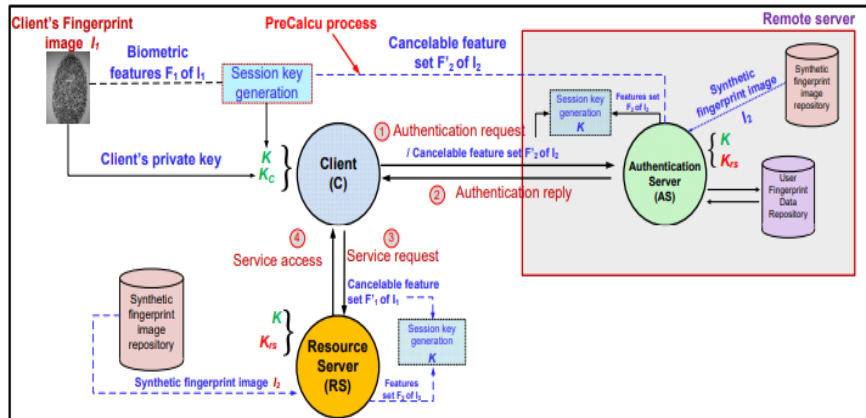 Client's Fingerprint
image I1
PreCalcu process
Remote server
Biometric
features F1 of I1
Session key
generation
Cancelable feature
set F'2 of I2
Synthetic
fingerprint image
I2
Synthetic
fingerprint
image
repository
Session key
generation
K
Features set
F2 of I2
1 Authentication request
/ Cancelable feature set F'2 of I2
Client's private key
K
KC
Client
(C)
2 Authentication reply
Authentication
Server
(AS)
K
Krs
User
Fingerprint
Data
Repository
4
Service access
3
Service request
Cancelable feature
set F'1 of I1
Synthetic
fingerprint
image
repository
K
Krs
Resource
Server
(RS)
Session key
generation
K
Synthetic fingerprint image I2
Features
set F2 of I2